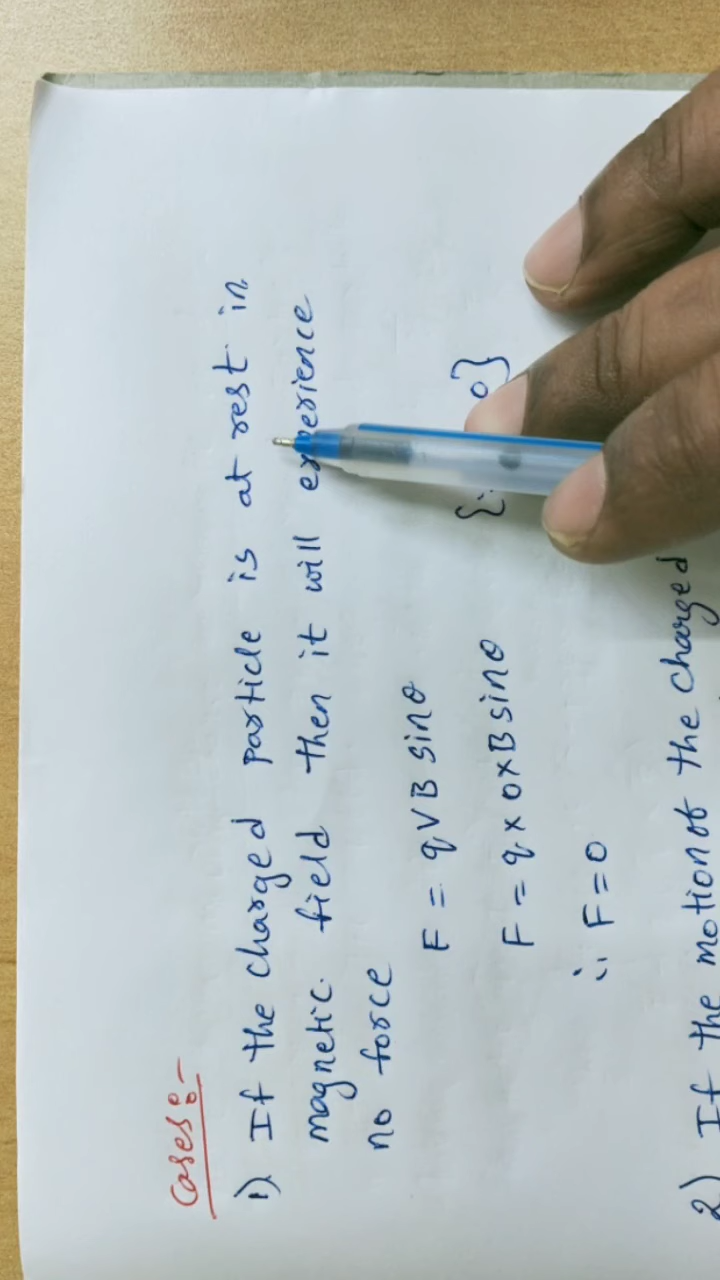 Cases:-
1) If the charged particle is at rest in
magnetic field then it will experience
no force
F = qVB sinθ
F = q x 0 x B sinθ {∵ 0}
∴ F = 0
2) If the motion of the charged